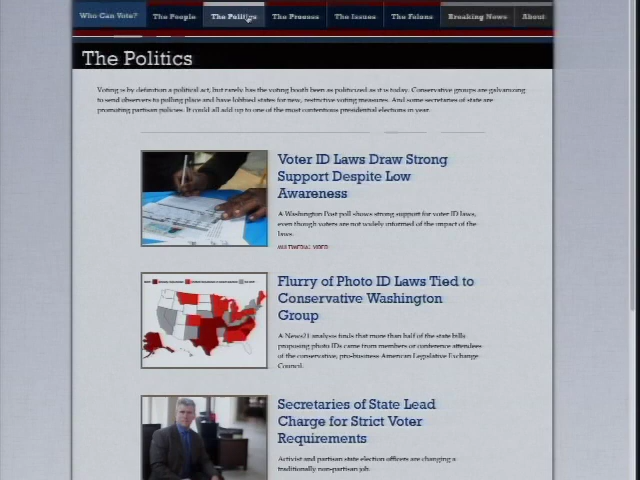 Who Can Vote? The People The Politics The Process The Issues The Felons Breaking News About
The Politics
Voting is by definition a political act, but rarely has the voting booth been as politicized as it is today. Conservative groups are galvanizing
to send observers to polling place and have lobbied states for new, restrictive voting measures. And some secretaries of state are
promoting partisan policies. It could all add up to one of the most contentious presidential elections in year.
Voter ID Laws Draw Strong
Support Despite Low
Awareness
A Washington Post poll shows strong support for voter ID laws,
even though voters are not widely informed of the impact of the
laws.
MULTIMEDIA: VIDEO
Flurry of Photo ID Laws Tied to
Conservative Washington
Group
A News21 analysis finds that more than half of the state bills
proposing photo IDs came from members or conference attendees
of the conservative, pro-business American Legislative Exchange
Council.
Secretaries of State Lead
Charge for Strict Voter
Requirements
Activist and partisan state election officers are changing a
traditionally non-partisan job.